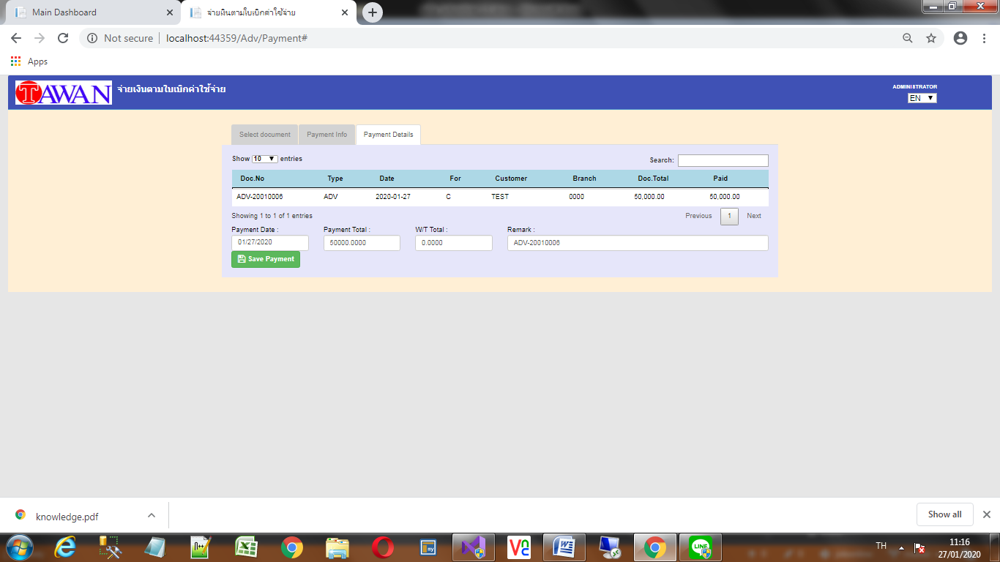 Main Dashboard
จ่ายเงินตามใบเบิกค่าใช้จ่าย
Not secure localhost:44359/Adv/Payment#
Apps
TAWAN จ่ายเงินตามใบเบิกค่าใช้จ่าย ADMINISTRATOR
EN
Select document Payment Info Payment Details
Show 10 entries Search:
Doc.No Type Date For Customer Branch Doc.Total Paid
ADV-20010006 ADV 2020-01-27 C TEST 0000 50,000.00 50,000.00
Showing 1 to 1 of 1 entries Previous 1 Next
Payment Date : Payment Total : W/T Total : Remark :
01/27/2020 50000.0000 0.0000 ADV-20010006
Save Payment
knowledge.pdf Show all
TH 11:16
27/01/2020
LINE